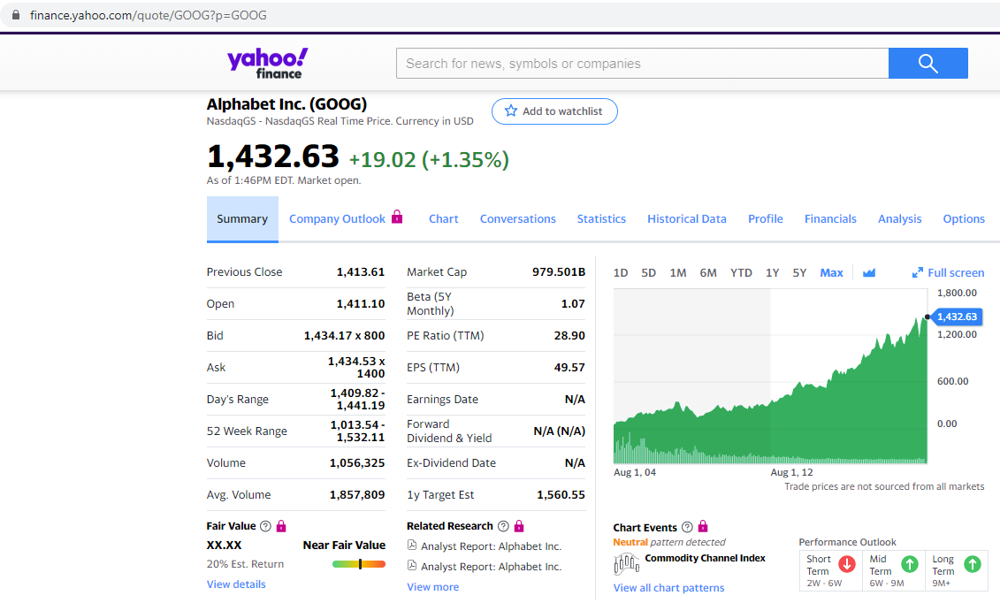 finance.yahoo.com/quote/GOOG?p=GOOG
yahoo!
finance
Search for news, symbols or companies
Alphabet Inc. (GOOG)
NasdaqGS - NasdaqGS Real Time Price. Currency in USD
Add to watchlist
1,432.63 +19.02 (+1.35%)
As of 1:46PM EDT. Market open.
Summary Company Outlook Chart Conversations Statistics Historical Data Profile Financials Analysis Options
Previous Close 1,413.61
Open 1,411.10
Bid 1,434.17 x 800
Ask 1,434.53 x
1400
Day's Range 1,409.82 -
1,441.19
52 Week Range 1,013.54 -
1,532.11
Volume 1,056,325
Avg. Volume 1,857,809
Market Cap 979.501B
Beta (5Y
Monthly) 1.07
PE Ratio (TTM) 28.90
EPS (TTM) 49.57
Earnings Date N/A
Forward
Dividend & Yield N/A (N/A)
Ex-Dividend Date N/A
1y Target Est 1,560.55
1D 5D 1M 6M YTD 1Y 5Y Max Full screen
1,800.00
1,432.63
1,200.00
600.00
0.00
Aug 1, 04 Aug 1, 12
Trade prices are not sourced from all markets
Fair Value
XX.XX Near Fair Value
20% Est. Return
View details
Related Research
Analyst Report: Alphabet Inc.
Analyst Report: Alphabet Inc.
View more
Chart Events
Neutral pattern detected
Commodity Channel Index
View all chart patterns
Performance Outlook
Short
Term
2W - 6W
Mid
Term
6W - 9M
Long
Term
9M+